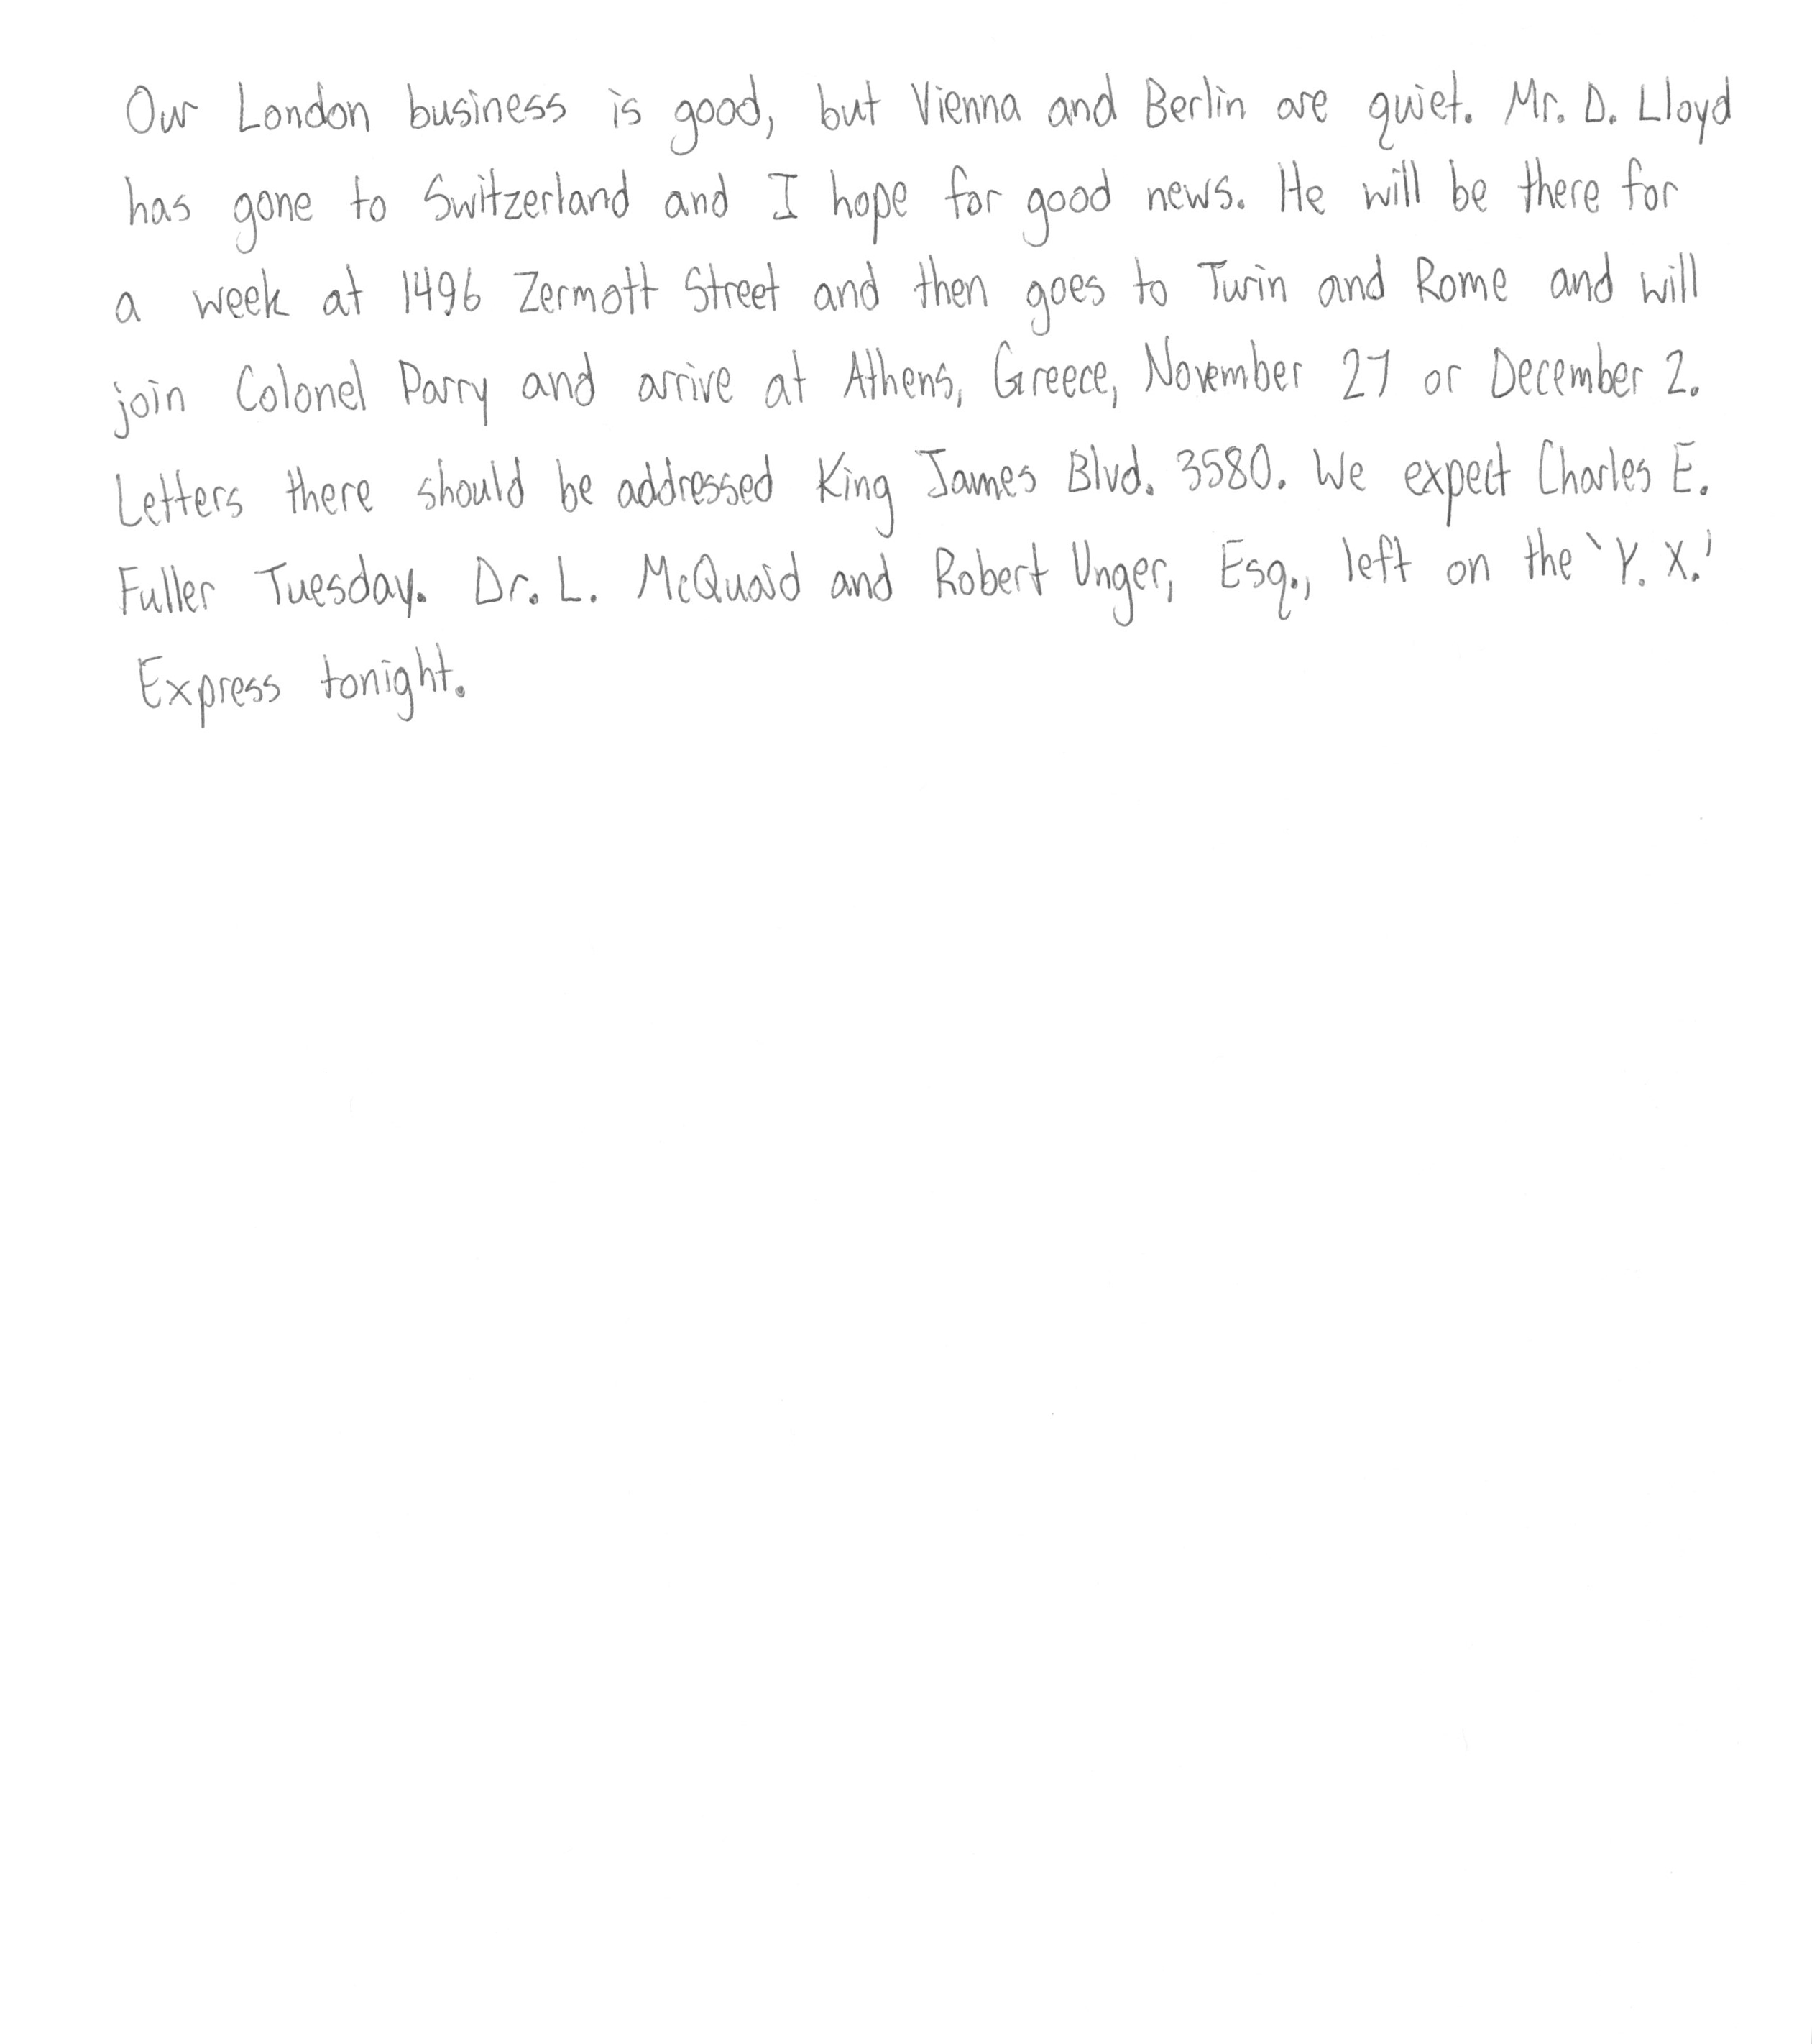 Our London business is good, but Vienna and Berlin are quiet. Mr. D. Lloyd
has gone to Switzerland and I hope for good news. He will be there for
a week at 1496 Zermott Street and then goes to Turin and Rome and will
join Colonel Parry and arrive at Athens, Greece, November 27 or December 2.
Letters there should be addressed King James Blvd. 3580. We expect Charles E.
Fuller Tuesday. Dr. L. McQuaid and Robert Unger, Esq., left on the 'Y. X.'
Express tonight.